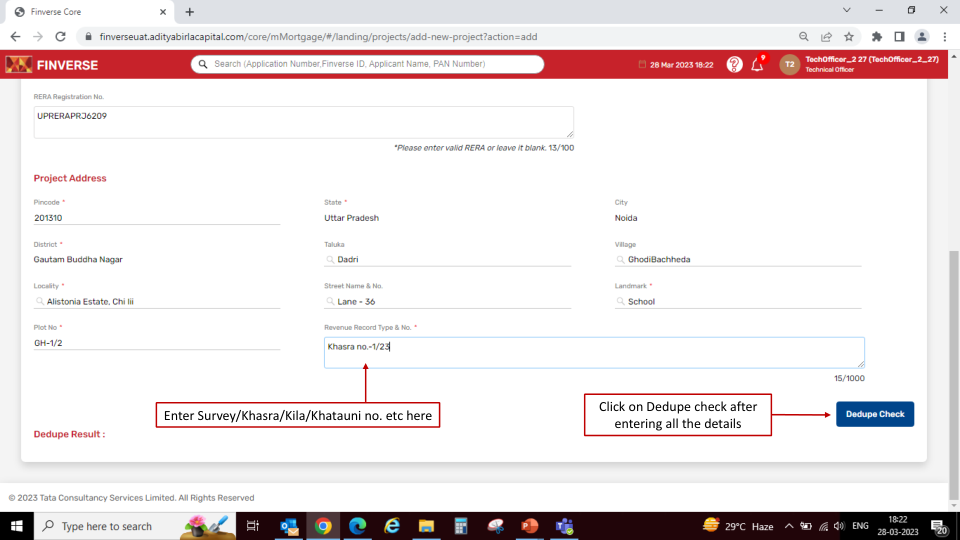 Finverse Core
finverseuat.adityabirlacapital.com/core/mMortgage/#/landing/projects/add-new-project?action=add
FINVERSE
Search (Application Number,Finverse ID, Applicant Name, PAN Number)
28 Mar 2023 18:22
T2
TechOfficer_2 27 (TechOfficer_2_27)
Technical Officer
RERA Registration No.
UPRERAPRJ6209
*Please enter valid RERA or leave it blank. 13/100
Project Address
Pincode *
State *
City
201310
Uttar Pradesh
Noida
District *
Taluka
Village
Gautam Buddha Nagar
Dadri
GhodiBachheda
Locality *
Street Name & No.
Landmark *
Alistonia Estate, Chi Iii
Lane - 36
School
Plot No *
Revenue Record Type & No. *
GH-1/2
Khasra no.-1/23
15/1000
Enter Survey/Khasra/Kila/Khatauni no. etc here
Click on Dedupe check after
entering all the details
Dedupe Check
Dedupe Result :
© 2023 Tata Consultancy Services Limited. All Rights Reserved
Type here to search
29°C Haze
ENG
18:22
28-03-2023
20